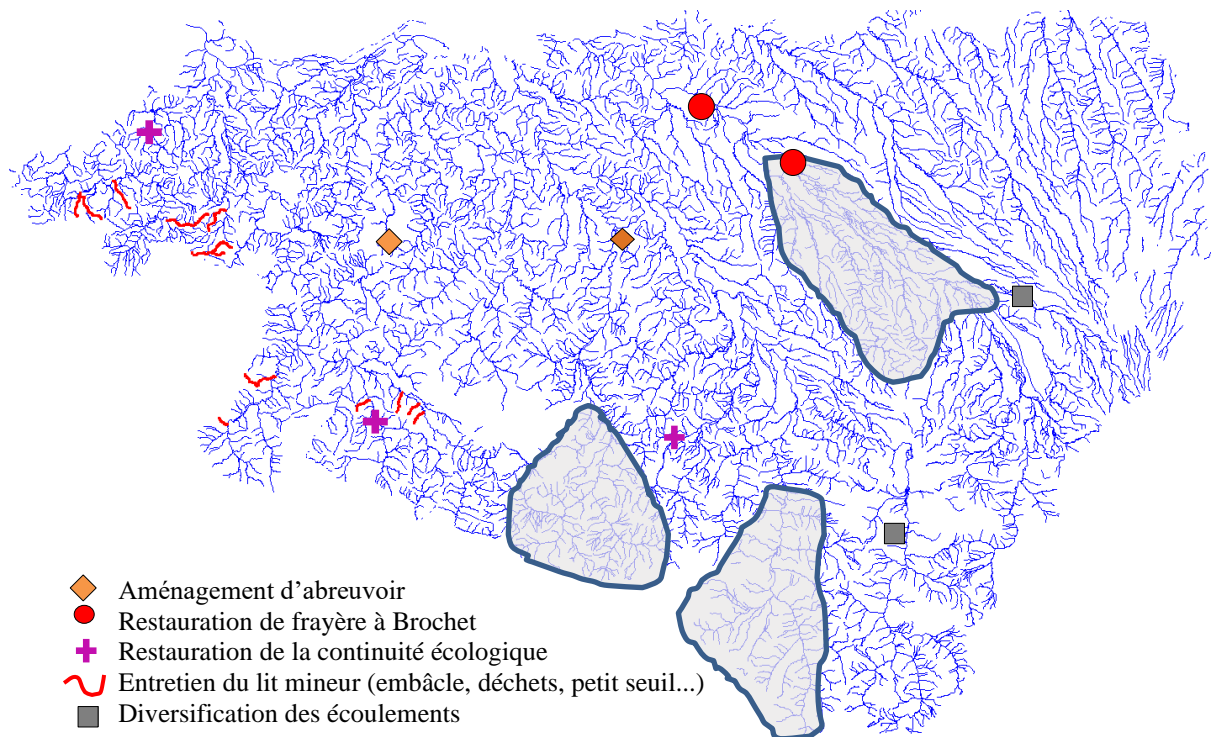 Aménagement d’abreuvoir
Restauration de frayère à Brochet
Restauration de la continuité écologique
Entretien du lit mineur (embâcle, déchets, petit seuil...)
Diversification des écoulements